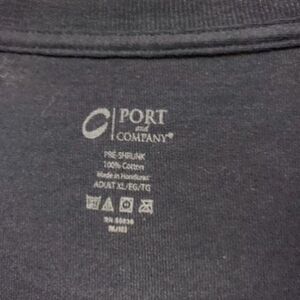 PORT
and
COMPANY®
PRE-SHRUNK
100% Cotton
Made in Honduras
ADULT XL/EG/TG